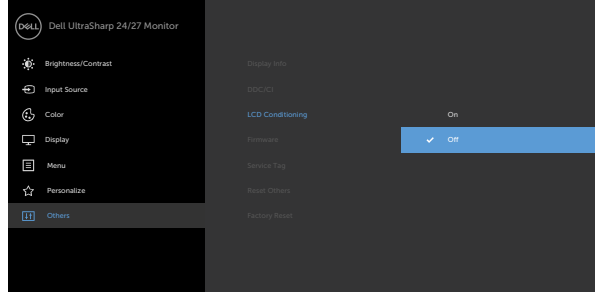 DELL Dell UltraSharp 24/27 Monitor
Brightness/Contrast
Input Source
Color
Display
Menu
Personalize
Others
Display Info
DDC/CI
LCD Conditioning
Firmware
Service Tag
Reset Others
Factory Reset
On
Off